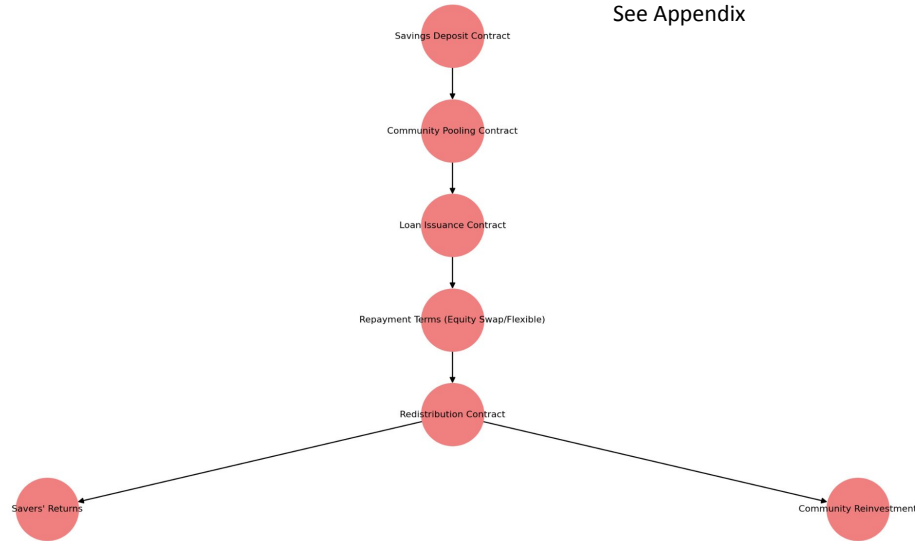 See Appendix
Savings Deposit Contract
Community Pooling Contract
Loan Issuance Contract
Repayment Terms (Equity Swap/Flexible)
Redistribution Contract
Savers' Returns
Community Reinvestment